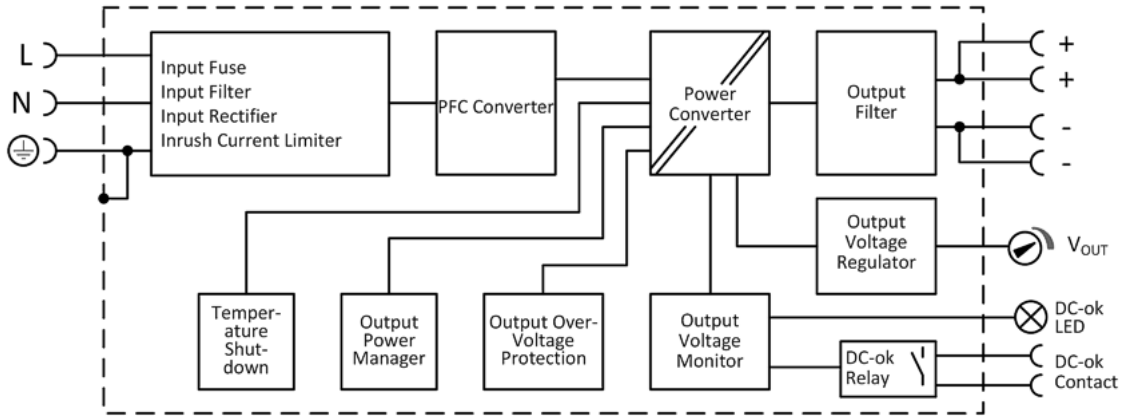 L
N
Input Fuse
Input Filter
Input Rectifier
Inrush Current Limiter
PFC Converter
Power
Converter
Output
Filter
+
+
-
-
Output
Voltage
Regulator
VOUT
Temper-
ature
Shut-
down
Output
Power
Manager
Output Over-
Voltage
Protection
Output
Voltage
Monitor
DC-ok
Relay
DC-ok
LED
DC-ok
Contact